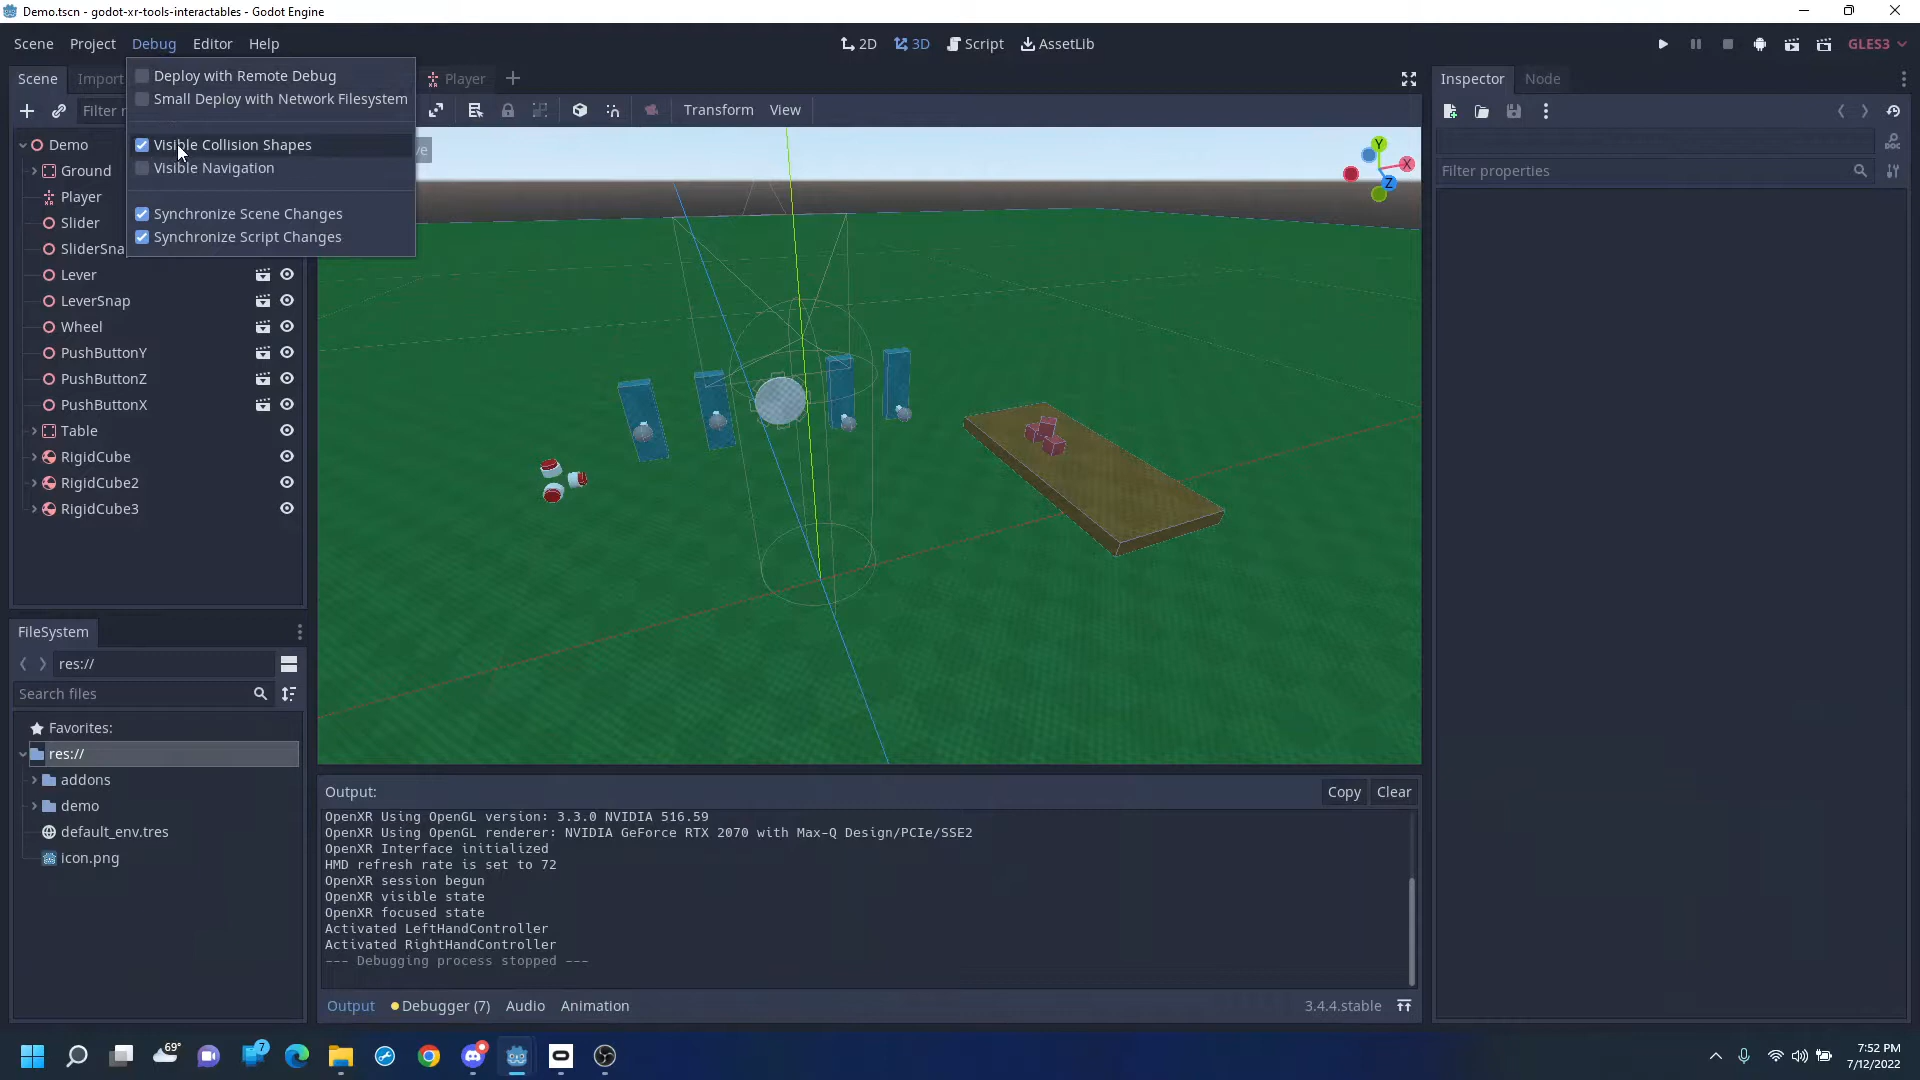 Demo.tscn - godot-xr-tools-interactables - Godot Engine
Scene Project Debug Editor Help
2D 3D Script AssetLib
GLES3
Scene Import
Deploy with Remote Debug
Small Deploy with Network Filesystem
Visible Collision Shapes
Visible Navigation
Synchronize Scene Changes
Synchronize Script Changes
Player
Transform View
Y
X
Z
Demo
Ground
Player
Slider
SliderSna
Lever
LeverSnap
Wheel
PushButtonY
PushButtonZ
PushButtonX
Table
RigidCube
RigidCube2
RigidCube3
FileSystem
res://
Search files
Favorites:
res://
addons
demo
default_env.tres
icon.png
Output:
Copy Clear
OpenXR Using OpenGL version: 3.3.0 NVIDIA 516.59
OpenXR Using OpenGL renderer: NVIDIA GeForce RTX 2070 with Max-Q Design/PCIe/SSE2
OpenXR Interface initialized
HMD refresh rate is set to 72
OpenXR session begun
OpenXR visible state
OpenXR focused state
Activated LeftHandController
Activated RightHandController
--- Debugging process stopped ---
Output Debugger (7) Audio Animation
3.4.4.stable
Inspector Node
DOC
Filter properties
69°
7
7:52 PM
7/12/2022